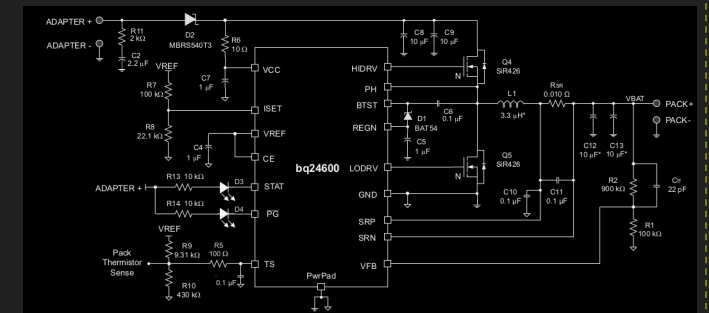 ADAPTER +
R11
2 kΩ
ADAPTER -
C2
2.2 µF
D2
MBRS540T3
R6
10 Ω
C7
1 µF
VREF
R7
100 kΩ
R8
22.1 kΩ
C4
1 µF
ADAPTER +
R13 10 kΩ
D3
R14 10 kΩ
D4
VREF
R9
9.31 kΩ
R5
100 Ω
Pack
Thermistor
Sense
R10
430 kΩ
0.1 µF
VCC
ISET
VREF
CE
STAT
PG
TS
bq24600
PwrPad
HIDRV
PH
BTST
REGN
LODRV
GND
SRP
SRN
VFB
C8
10 µF
C9
10 µF
Q4
SiR426
N
D1
BAT54
C6
0.1 µF
C5
1 µF
L1
3.3 µH*
RSR
0.010 Ω
VBAT
PACK+
PACK-
Q5
SiR426
N
C12
10 µF*
C13
10 µF*
C10
0.1 µF
C11
0.1 µF
R2
900 kΩ
Cff
22 pF
R1
100 kΩ